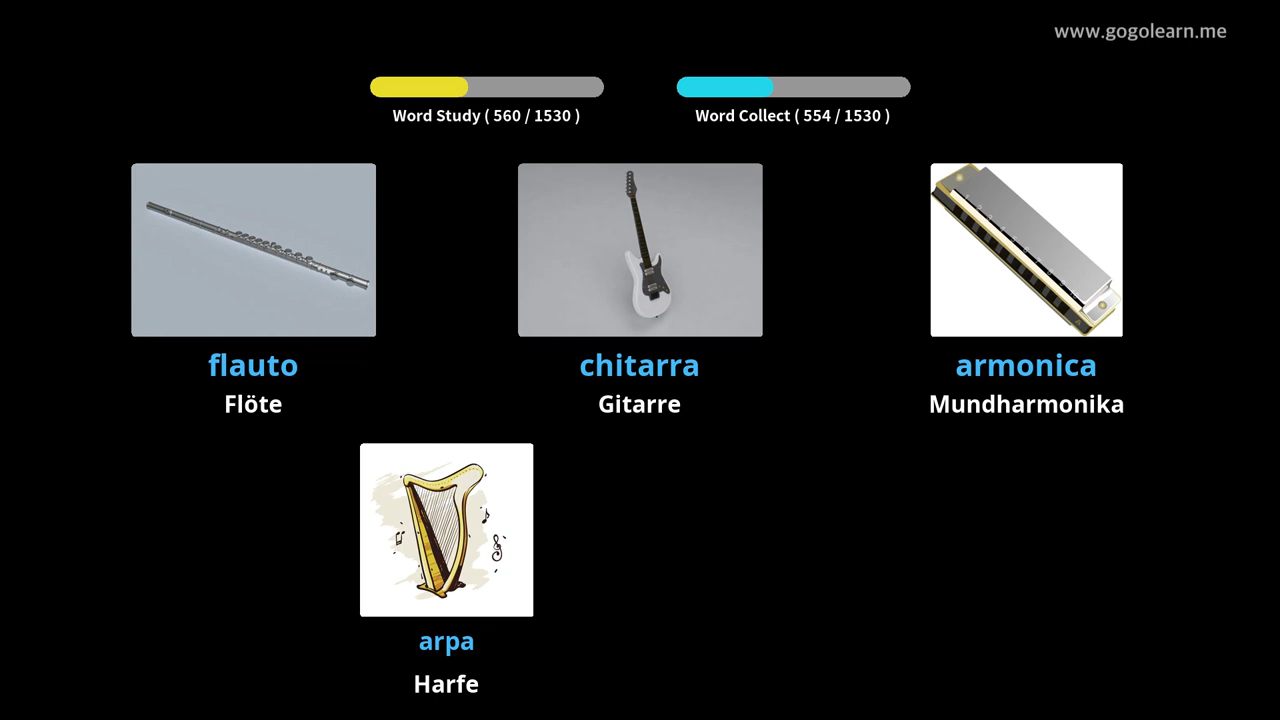 www.gogolearn.me
Word Study ( 560 / 1530 )
Word Collect ( 554 / 1530 )
flauto
Flöte
chitarra
Gitarre
armonica
Mundharmonika
arpa
Harfe